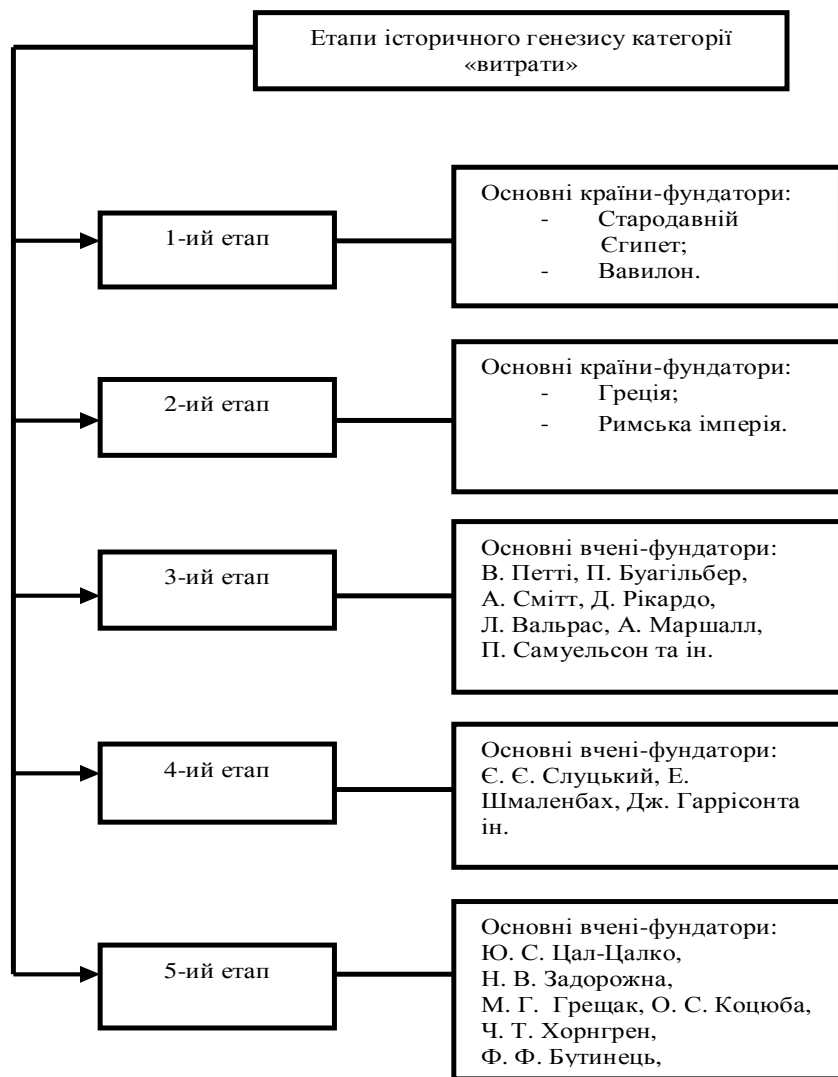 Етапи історичного генезису категорії
«витрати»
1-ий етап
Основні країни-фундатори:
- Стародавній
Єгипет;
- Вавилон.
2-ий етап
Основні країни-фундатори:
- Греція;
- Римська імперія.
3-ий етап
Основні вчені-фундатори:
В. Петті, П. Буагільбер,
А. Смітт, Д. Рікардо,
Л. Вальрас, А. Маршалл,
П. Самуельсон та ін.
4-ий етап
Основні вчені-фундатори:
Є. Є. Слуцький, Е.
Шмаленбах, Дж. Гаррісонта
ін.
5-ий етап
Основні вчені-фундатори:
Ю. С. Цал-Цалко,
Н. В. Задорожна,
М. Г. Грещак, О. С. Коцюба,
Ч. Т. Хорнгрен,
Ф. Ф. Бутинець,